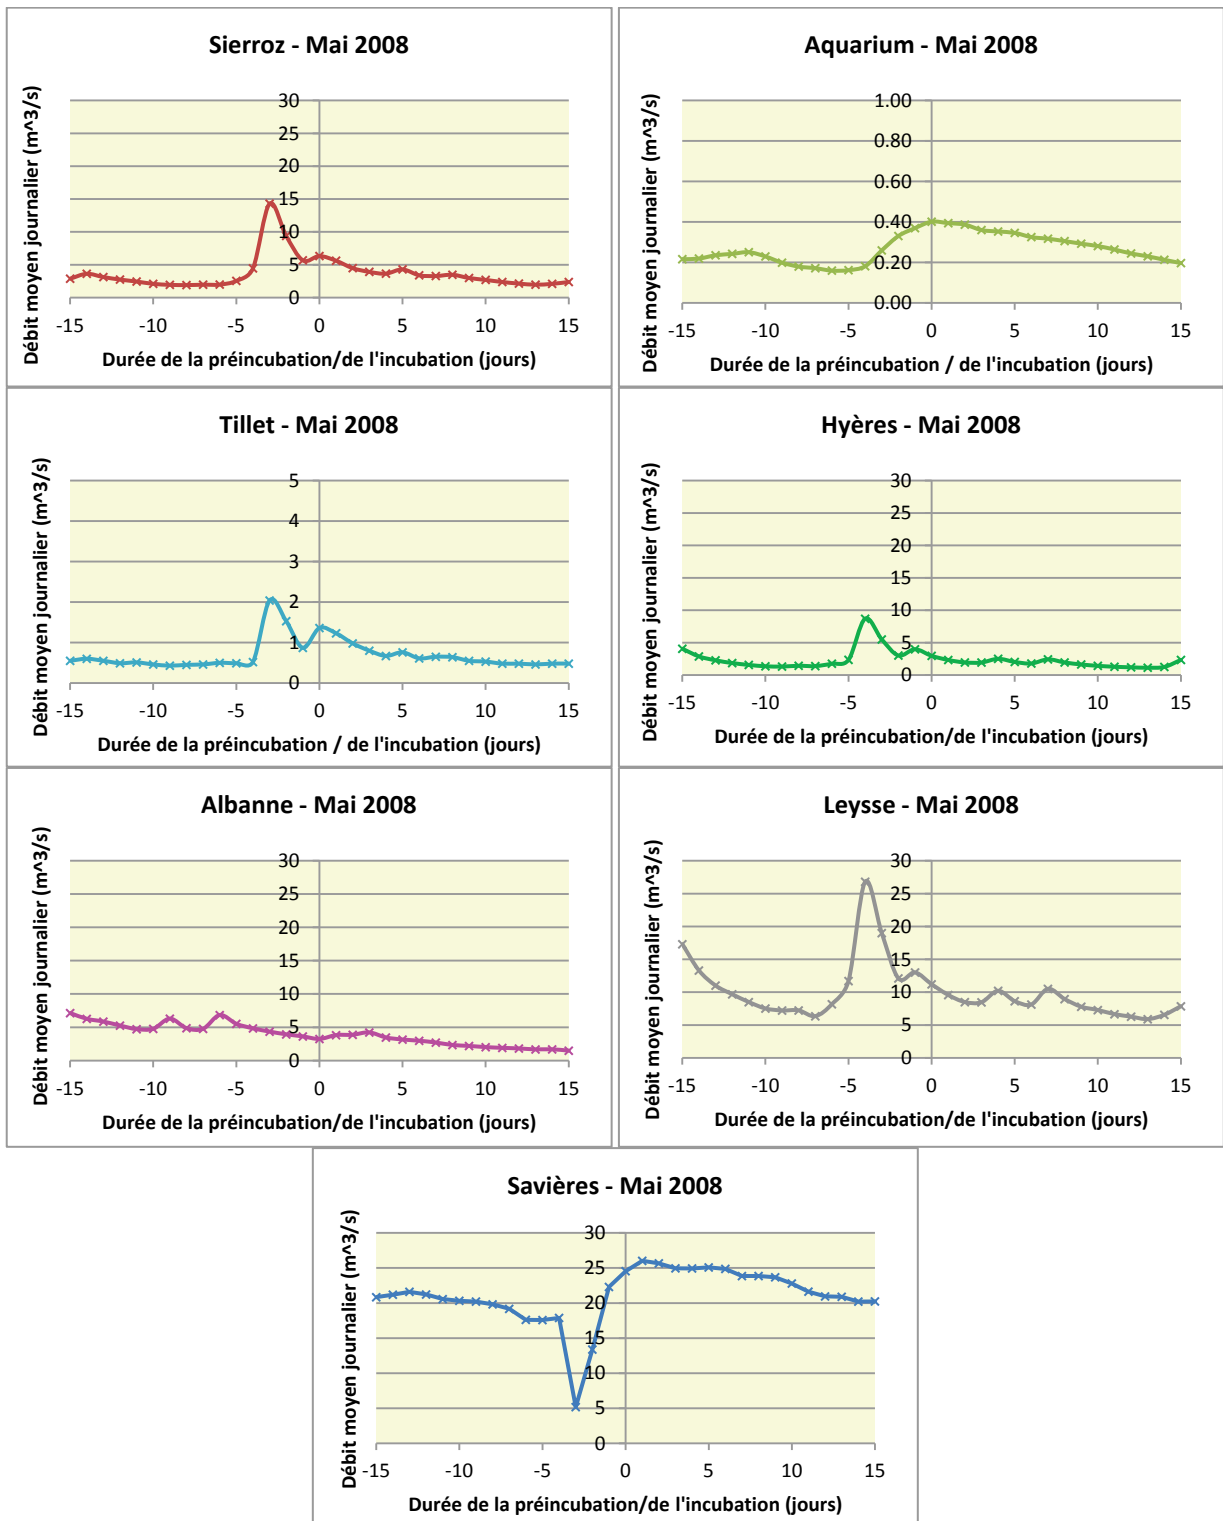 Sierroz - Mai 2008
Débit moyen journalier (m^3/s)
30
25
20
15
10
5
0
-15 -10 -5 0 5 10 15
Durée de la préincubation/de l'incubation (jours)
Aquarium - Mai 2008
Débit moyen journalier (m^3/s)
1.00
0.80
0.60
0.40
0.20
0.00
-15 -10 -5 0 5 10 15
Durée de la préincubation / de l'incubation (jours)
Tillet - Mai 2008
Débit moyen journalier (m^3/s)
5
4
3
2
1
0
-15 -10 -5 0 5 10 15
Durée de la préincubation / de l'incubation (jours)
Hyères - Mai 2008
Débit moyen journalier (m^3/s)
30
25
20
15
10
5
0
-15 -10 -5 0 5 10 15
Durée de la préincubation/de l'incubation (jours)
Albanne - Mai 2008
Débit moyen journalier (m^3/s)
30
25
20
15
10
5
0
-15 -10 -5 0 5 10 15
Durée de la préincubation/de l'incubation (jours)
Leysse - Mai 2008
Débit moyen journalier (m^3/s)
30
25
20
15
10
5
0
-15 -10 -5 0 5 10 15
Durée de la préincubation/de l'incubation (jours)
Savières - Mai 2008
Débit moyen journalier (m^3/s)
30
25
20
15
10
5
0
-15 -10 -5 0 5 10 15
Durée de la préincubation/de l'incubation (jours)